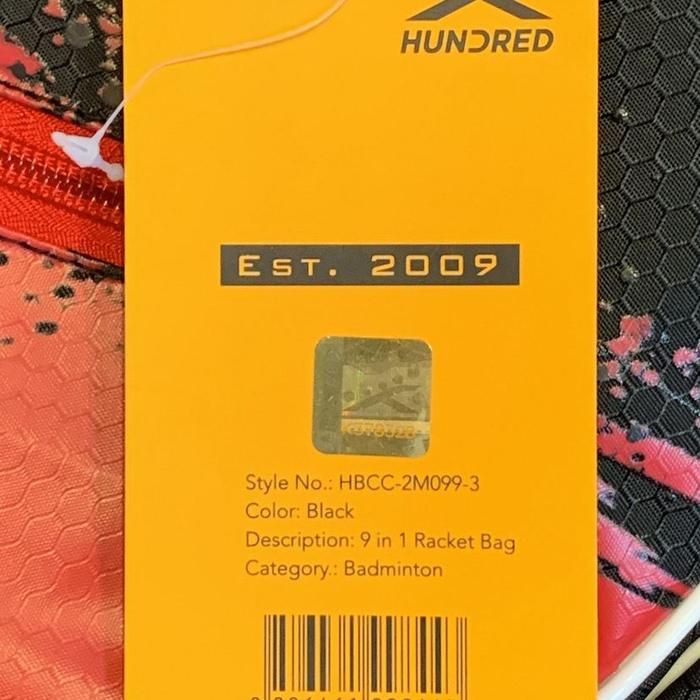 HUNDRED
EST. 2009
Style No.: HBCC-2M099-3
Color: Black
Description: 9 in 1 Racket Bag
Category.: Badminton